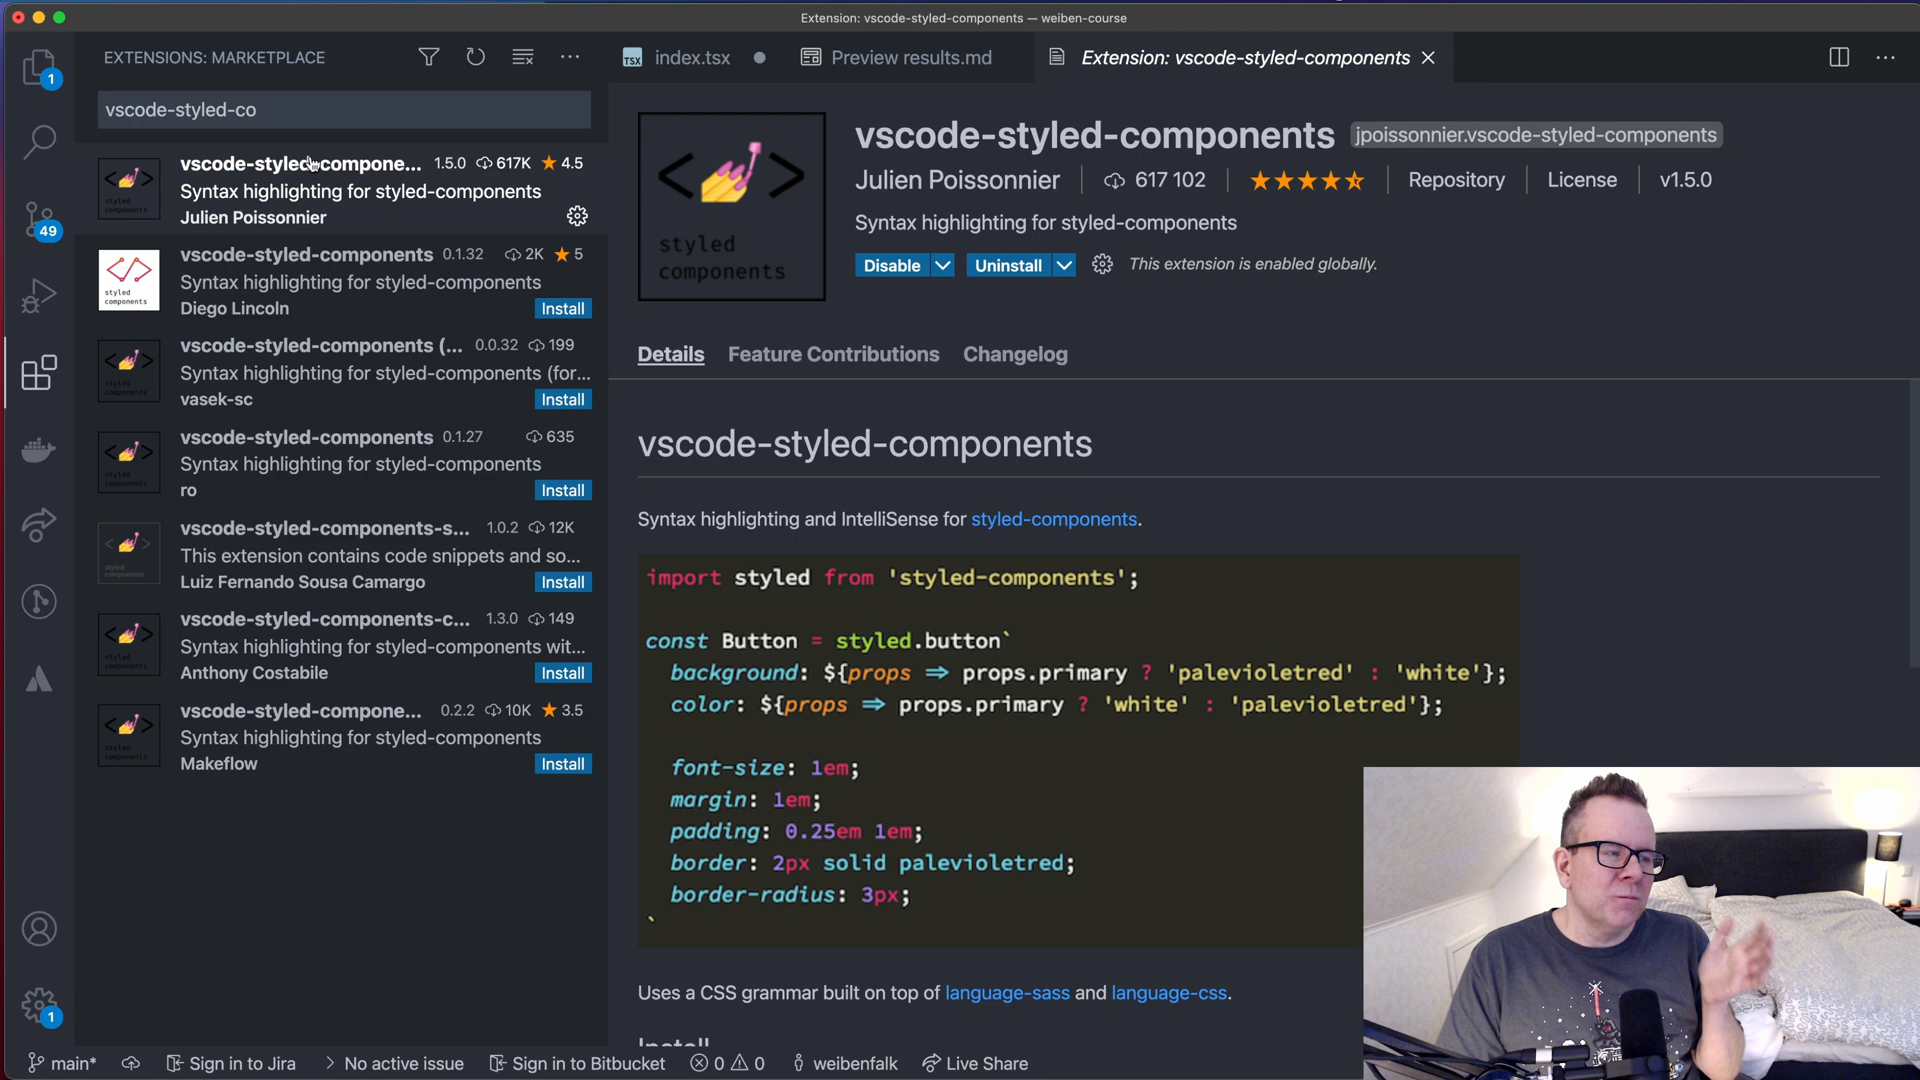 Extension: vscode-styled-components — weiben-course
EXTENSIONS: MARKETPLACE
index.tsx
Preview results.md
Extension: vscode-styled-components
1
vscode-styled-co
49
1
vscode-styled-compone... 1.5.0 617K 4.5
Syntax highlighting for styled-components
Julien Poissonnier
vscode-styled-components 0.1.32 2K 5
Syntax highlighting for styled-components
Diego Lincoln
Install
vscode-styled-components (... 0.0.32 199
Syntax highlighting for styled-components (for...
vasek-sc
Install
vscode-styled-components 0.1.27 635
Syntax highlighting for styled-components
ro
Install
vscode-styled-components-s... 1.0.2 12K
This extension contains code snippets and so...
Luiz Fernando Sousa Camargo
Install
vscode-styled-components-c... 1.3.0 149
Syntax highlighting for styled-components wit...
Anthony Costabile
Install
vscode-styled-compone... 0.2.2 10K 3.5
Syntax highlighting for styled-components
Makeflow
Install
styled
components
vscode-styled-components jpoissonnier.vscode-styled-components
Julien Poissonnier 617 102 Repository License v1.5.0
Syntax highlighting for styled-components
Disable Uninstall This extension is enabled globally.
Details Feature Contributions Changelog
vscode-styled-components
Syntax highlighting and IntelliSense for styled-components.
import styled from 'styled-components';
const Button = styled.button`
background: ${props => props.primary ? 'palevioletred' : 'white'};
color: ${props => props.primary ? 'white' : 'palevioletred'};
font-size: 1em;
margin: 1em;
padding: 0.25em 1em;
border: 2px solid palevioletred;
border-radius: 3px;
`
Uses a CSS grammar built on top of language-sass and language-css.
Install
main* Sign in to Jira No active issue Sign in to Bitbucket 0 0 weibenfalk Live Share